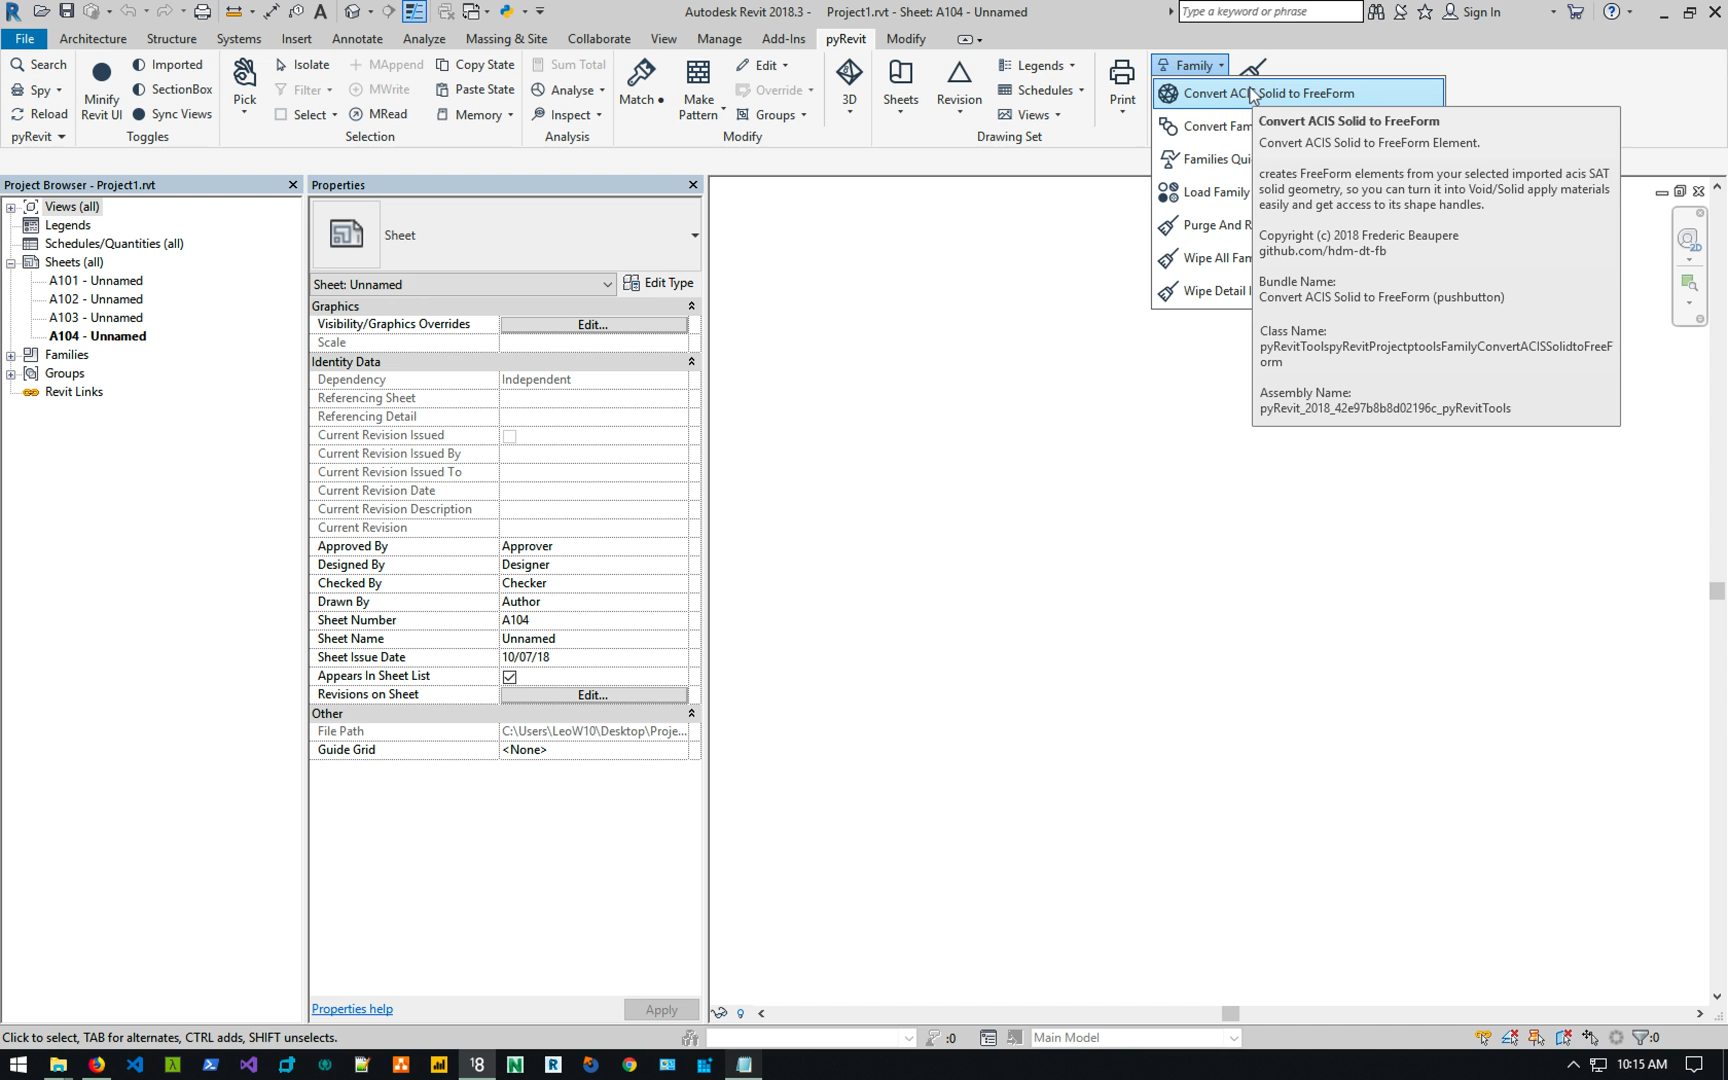 Autodesk Revit 2018.3 - Project1.rvt - Sheet: A104 - Unnamed
Type a keyword or phrase
Sign In
File Architecture Structure Systems Insert Annotate Analyze Massing & Site Collaborate View Manage Add-Ins pyRevit Modify
Search
Spy
Reload
pyRevit
Minify
Revit UI
Imported
SectionBox
Sync Views
Toggles
Pick
Isolate
Filter
Select
MAppend
MWrite
MRead
Copy State
Paste State
Memory
Selection
Sum Total
Analyse
Inspect
Analysis
Match
Make
Pattern
Edit
Override
Groups
Modify
3D
Sheets
Revision
Legends
Schedules
Views
Drawing Set
Print
Family
Convert ACIS Solid to FreeForm
Convert Fam
Families Qui
Load Family
Purge And R
Wipe All Fam
Wipe Detail I
Convert ACIS Solid to FreeForm
Convert ACIS Solid to FreeForm Element.
creates FreeForm elements from your selected imported acis SAT
solid geometry, so you can turn it into Void/Solid apply materials
easily and get access to its shape handles.
Copyright (c) 2018 Frederic Beaupere
github.com/hdm-dt-fb
Bundle Name:
Convert ACIS Solid to FreeForm (pushbutton)
Class Name:
pyRevitToolspyRevitProjectptoolsFamilyConvertACISSolidtoFreeF
orm
Assembly Name:
pyRevit_2018_42e97b8b8d02196c_pyRevitTools
Project Browser - Project1.rvt
Views (all)
Legends
Schedules/Quantities (all)
Sheets (all)
A101 - Unnamed
A102 - Unnamed
A103 - Unnamed
A104 - Unnamed
Families
Groups
Revit Links
Properties
Sheet
Sheet: Unnamed
Edit Type
Graphics
Visibility/Graphics Overrides Edit...
Scale
Identity Data
Dependency Independent
Referencing Sheet
Referencing Detail
Current Revision Issued
Current Revision Issued By
Current Revision Issued To
Current Revision Date
Current Revision Description
Current Revision
Approved By Approver
Designed By Designer
Checked By Checker
Drawn By Author
Sheet Number A104
Sheet Name Unnamed
Sheet Issue Date 10/07/18
Appears In Sheet List
Revisions on Sheet Edit...
Other
File Path C:\Users\LeoW10\Desktop\Proje...
Guide Grid <None>
Properties help
Apply
2D
Click to select, TAB for alternates, CTRL adds, SHIFT unselects.
:0
Main Model
:0
18
10:15 AM